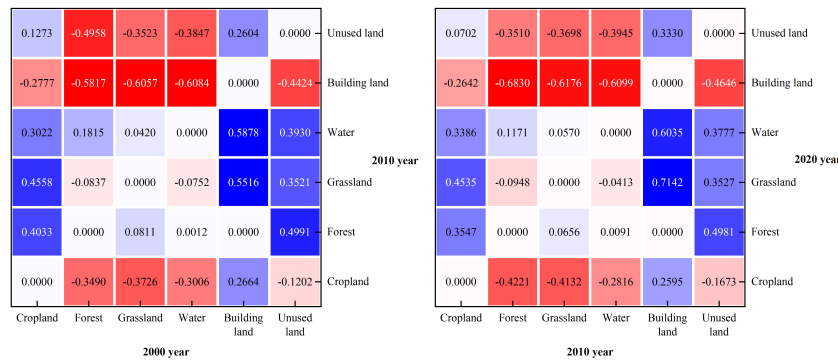 0.1273 -0.4958 -0.3523 -0.3847 0.2604 0.0000 Unused land
-0.2777 -0.5817 -0.6057 -0.6084 0.0000 -0.4424 Building land
0.3022 0.1815 0.0420 0.0000 0.5878 0.3930 Water
2010 year
0.4558 -0.0837 0.0000 -0.0752 0.5516 0.3521 Grassland
0.4033 0.0000 0.0811 0.0012 0.0000 0.4991 Forest
0.0000 -0.3490 -0.3726 -0.3006 0.2664 -0.1202 Cropland
Cropland Forest Grassland Water Building land Unused land
2000 year
0.0702 -0.3510 -0.3698 -0.3945 0.3330 0.0000 Unused land
-0.2642 -0.6830 -0.6176 -0.6099 0.0000 -0.4646 Building land
0.3386 0.1171 0.0570 0.0000 0.6035 0.3777 Water
2020 year
0.4535 -0.0948 0.0000 -0.0413 0.7142 0.3527 Grassland
0.3547 0.0000 0.0656 0.0091 0.0000 0.4981 Forest
0.0000 -0.4221 -0.4132 -0.2816 0.2595 -0.1673 Cropland
Cropland Forest Grassland Water Building land Unused land
2010 year